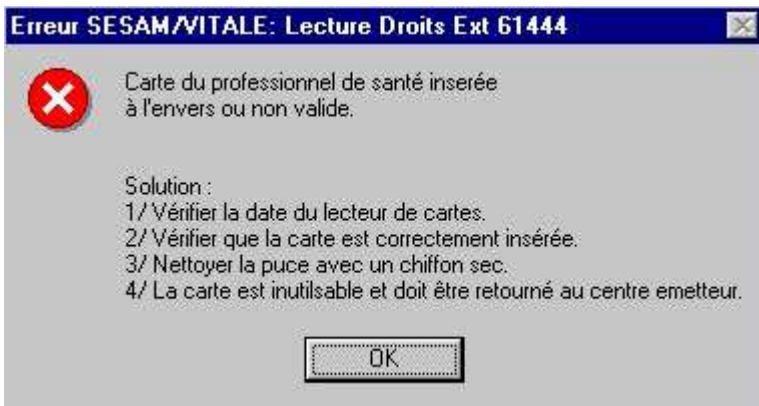 Erreur SESAM/VITALE: Lecture Droits Ext 61444
Carte du professionnel de santé inserée
à l'envers ou non valide.
Solution :
1/ Vérifier la date du lecteur de cartes.
2/ Vérifier que la carte est correctement insérée.
3/ Nettoyer la puce avec un chiffon sec.
4/ La carte est inutilsable et doit être retourné au centre emetteur.
OK